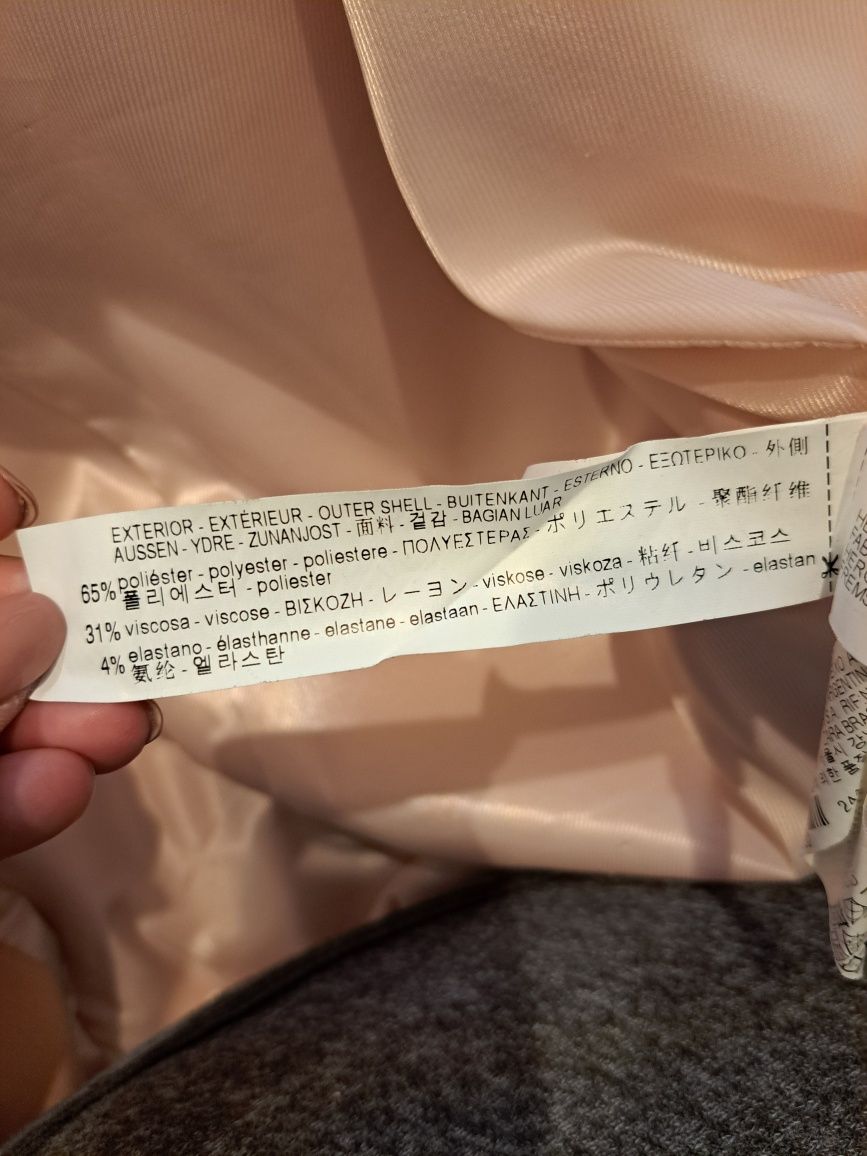 EXTERIOR - EXTÉRIEUR - OUTER SHELL - BUITENKANT - ESTERNO - ΕΞΩΤΕΡΙΚΟ - 外側
AUSSEN - YDRE - ZUNANJOST - 面料 - 겉감 - BAGIAN LUAR
65% poliéster - polyester - poliestere - ΠΟΛΥΕΣΤΕΡΑΣ - ポリエステル - 聚酯纤维
폴리에스터 - poliester
31% viscosa - viscose - ΒΙΣΚΟΖΗ - レーヨン - viskose - viskoza - 粘纤 - 비스코스
4% elastano - élasthanne - elastane - elastaan - ΕΛΑΣΤΙΝΗ - ポリウレタン - elastan
氨纶 - 엘라스탄